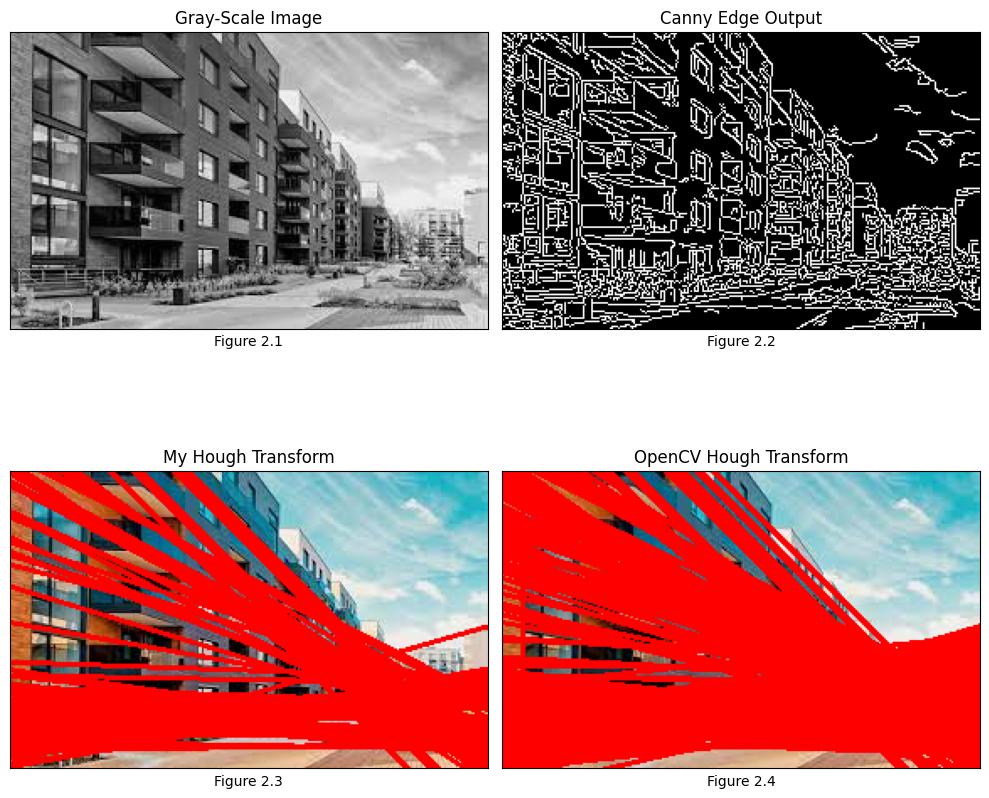 Gray-Scale Image
Canny Edge Output
Figure 2.1
Figure 2.2
My Hough Transform
OpenCV Hough Transform
Figure 2.3
Figure 2.4